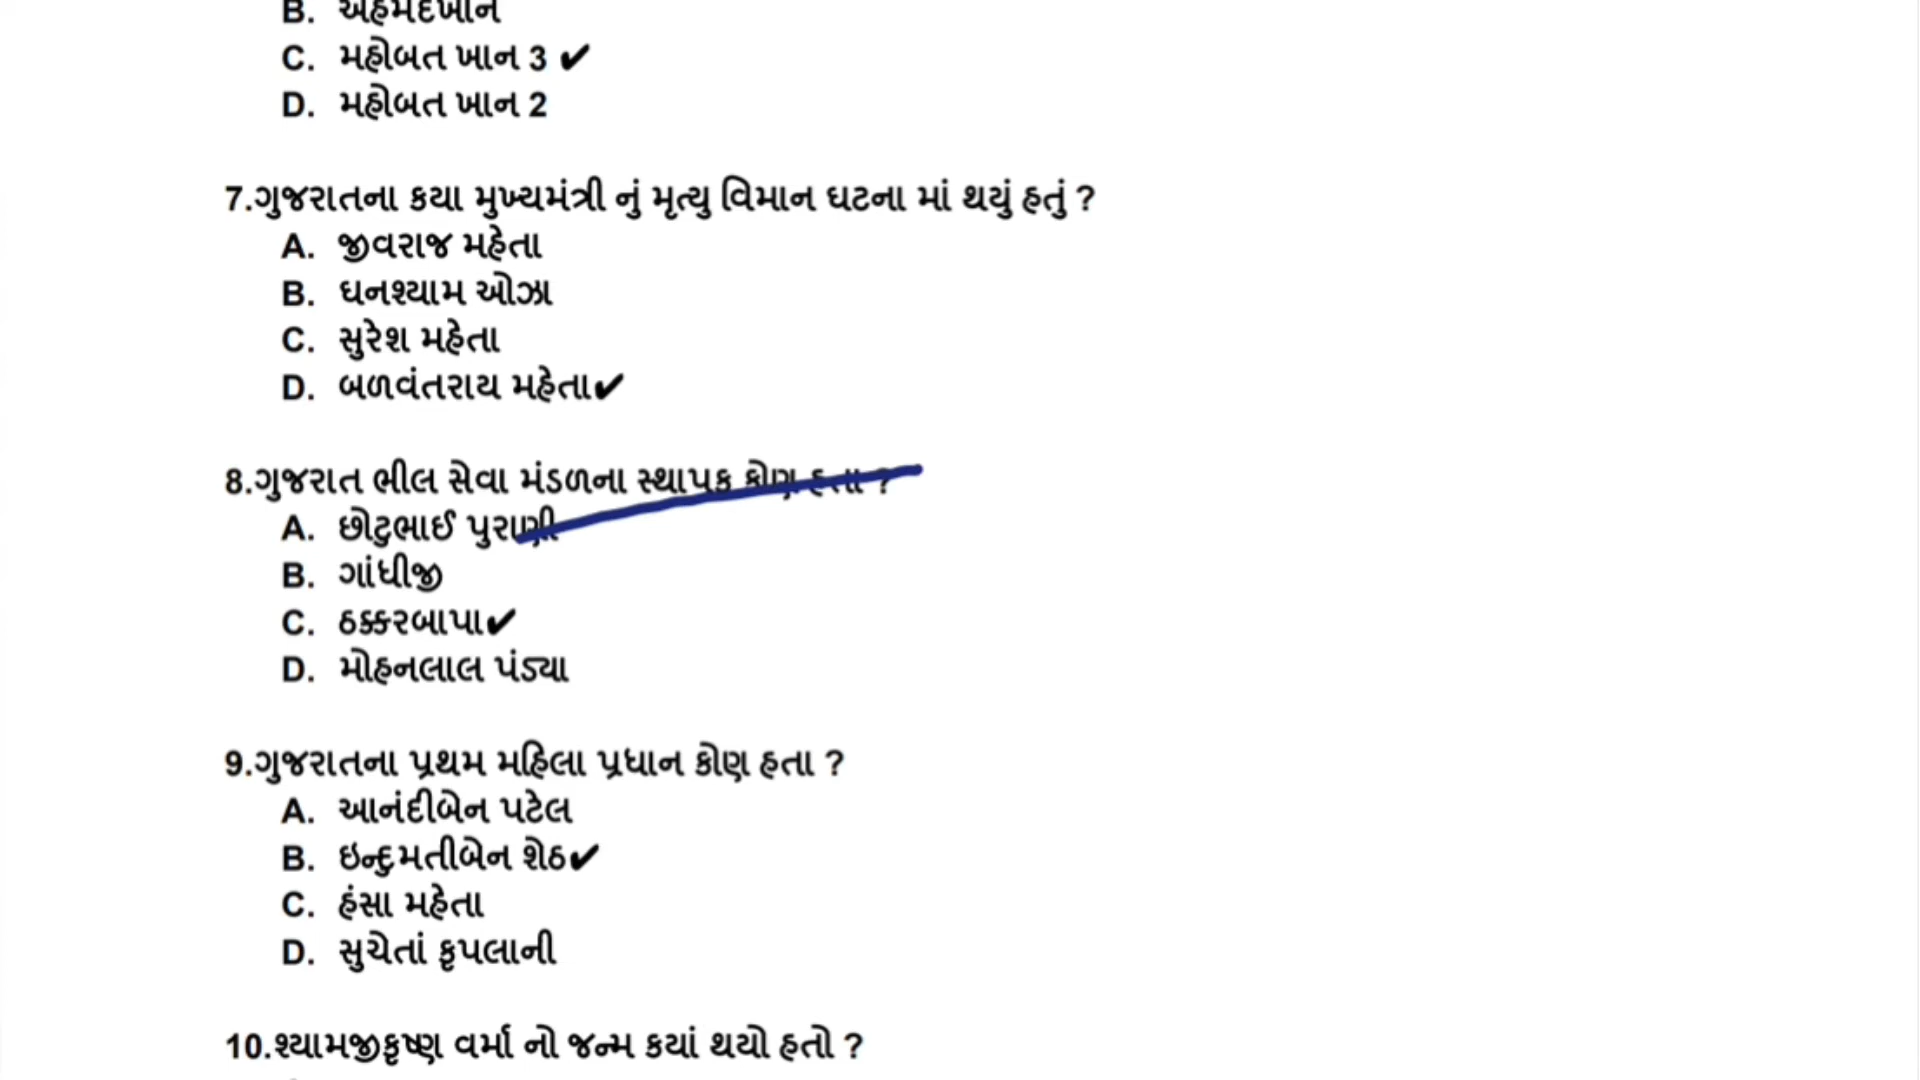 B. અહમદખાન
C. મહોબત ખાન 3 ✔
D. મહોબત ખાન 2
7.ગુજરાતના કયા મુખ્યમંત્રી નું મૃત્યુ વિમાન ઘટના માં થયું હતું ?
A. જીવરાજ મહેતા
B. ઘનશ્યામ ઓઝા
C. સુરેશ મહેતા
D. બળવંતરાય મહેતા✔
8.ગુજરાત ભીલ સેવા મંડળના સ્થાપક કોણ હતા ?
A. છોટુભાઈ પુરાણી
B. ગાંધીજી
C. ઠક્કરબાપા✔
D. મોહનલાલ પંડ્યા
9.ગુજરાતના પ્રથમ મહિલા પ્રધાન કોણ હતા ?
A. આનંદીબેન પટેલ
B. ઇન્દુમતીબેન શેઠ✔
C. હંસા મહેતા
D. સુચેતાં કૃપલાની
10.શ્યામજીકૃષ્ણ વર્મા નો જન્મ કયાં થયો હતો ?